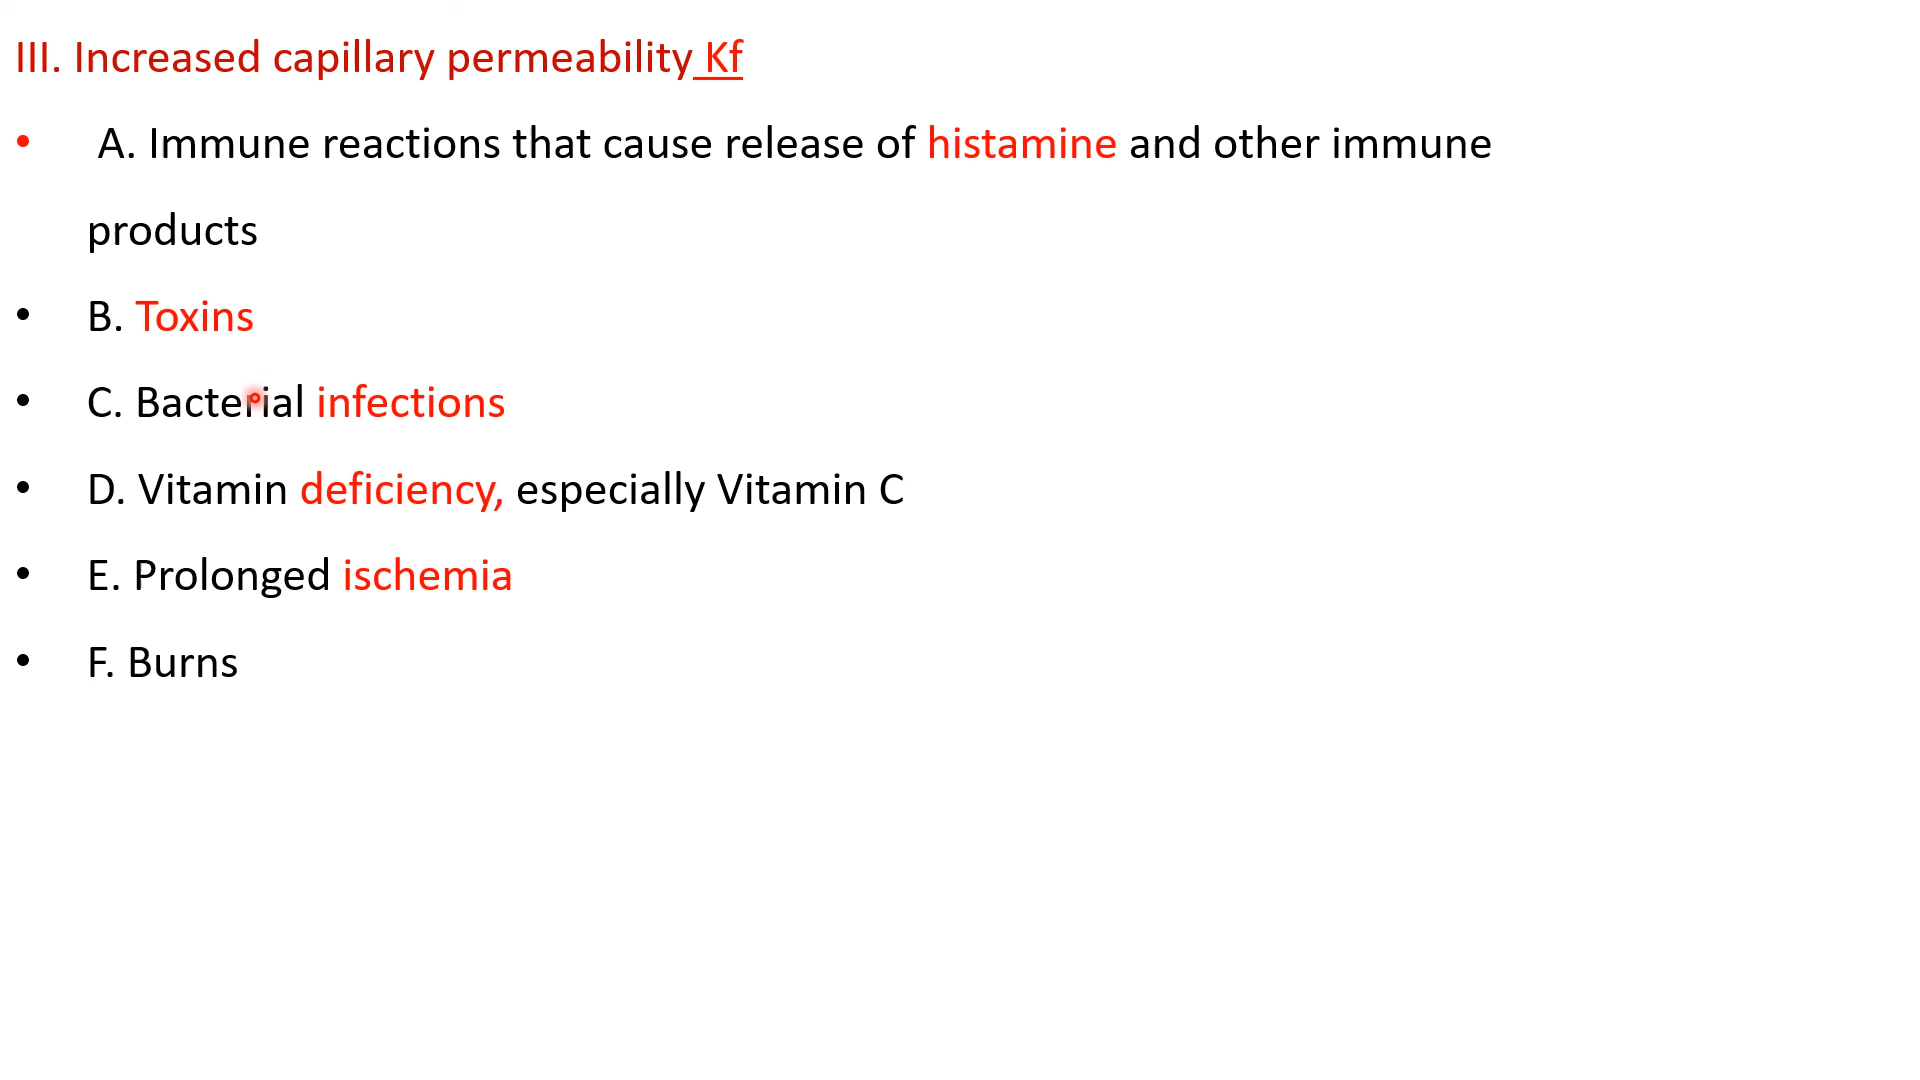 III. Increased capillary permeability Kf
• A. Immune reactions that cause release of histamine and other immune
products
• B. Toxins
• C. Bacterial infections
• D. Vitamin deficiency, especially Vitamin C
• E. Prolonged ischemia
• F. Burns